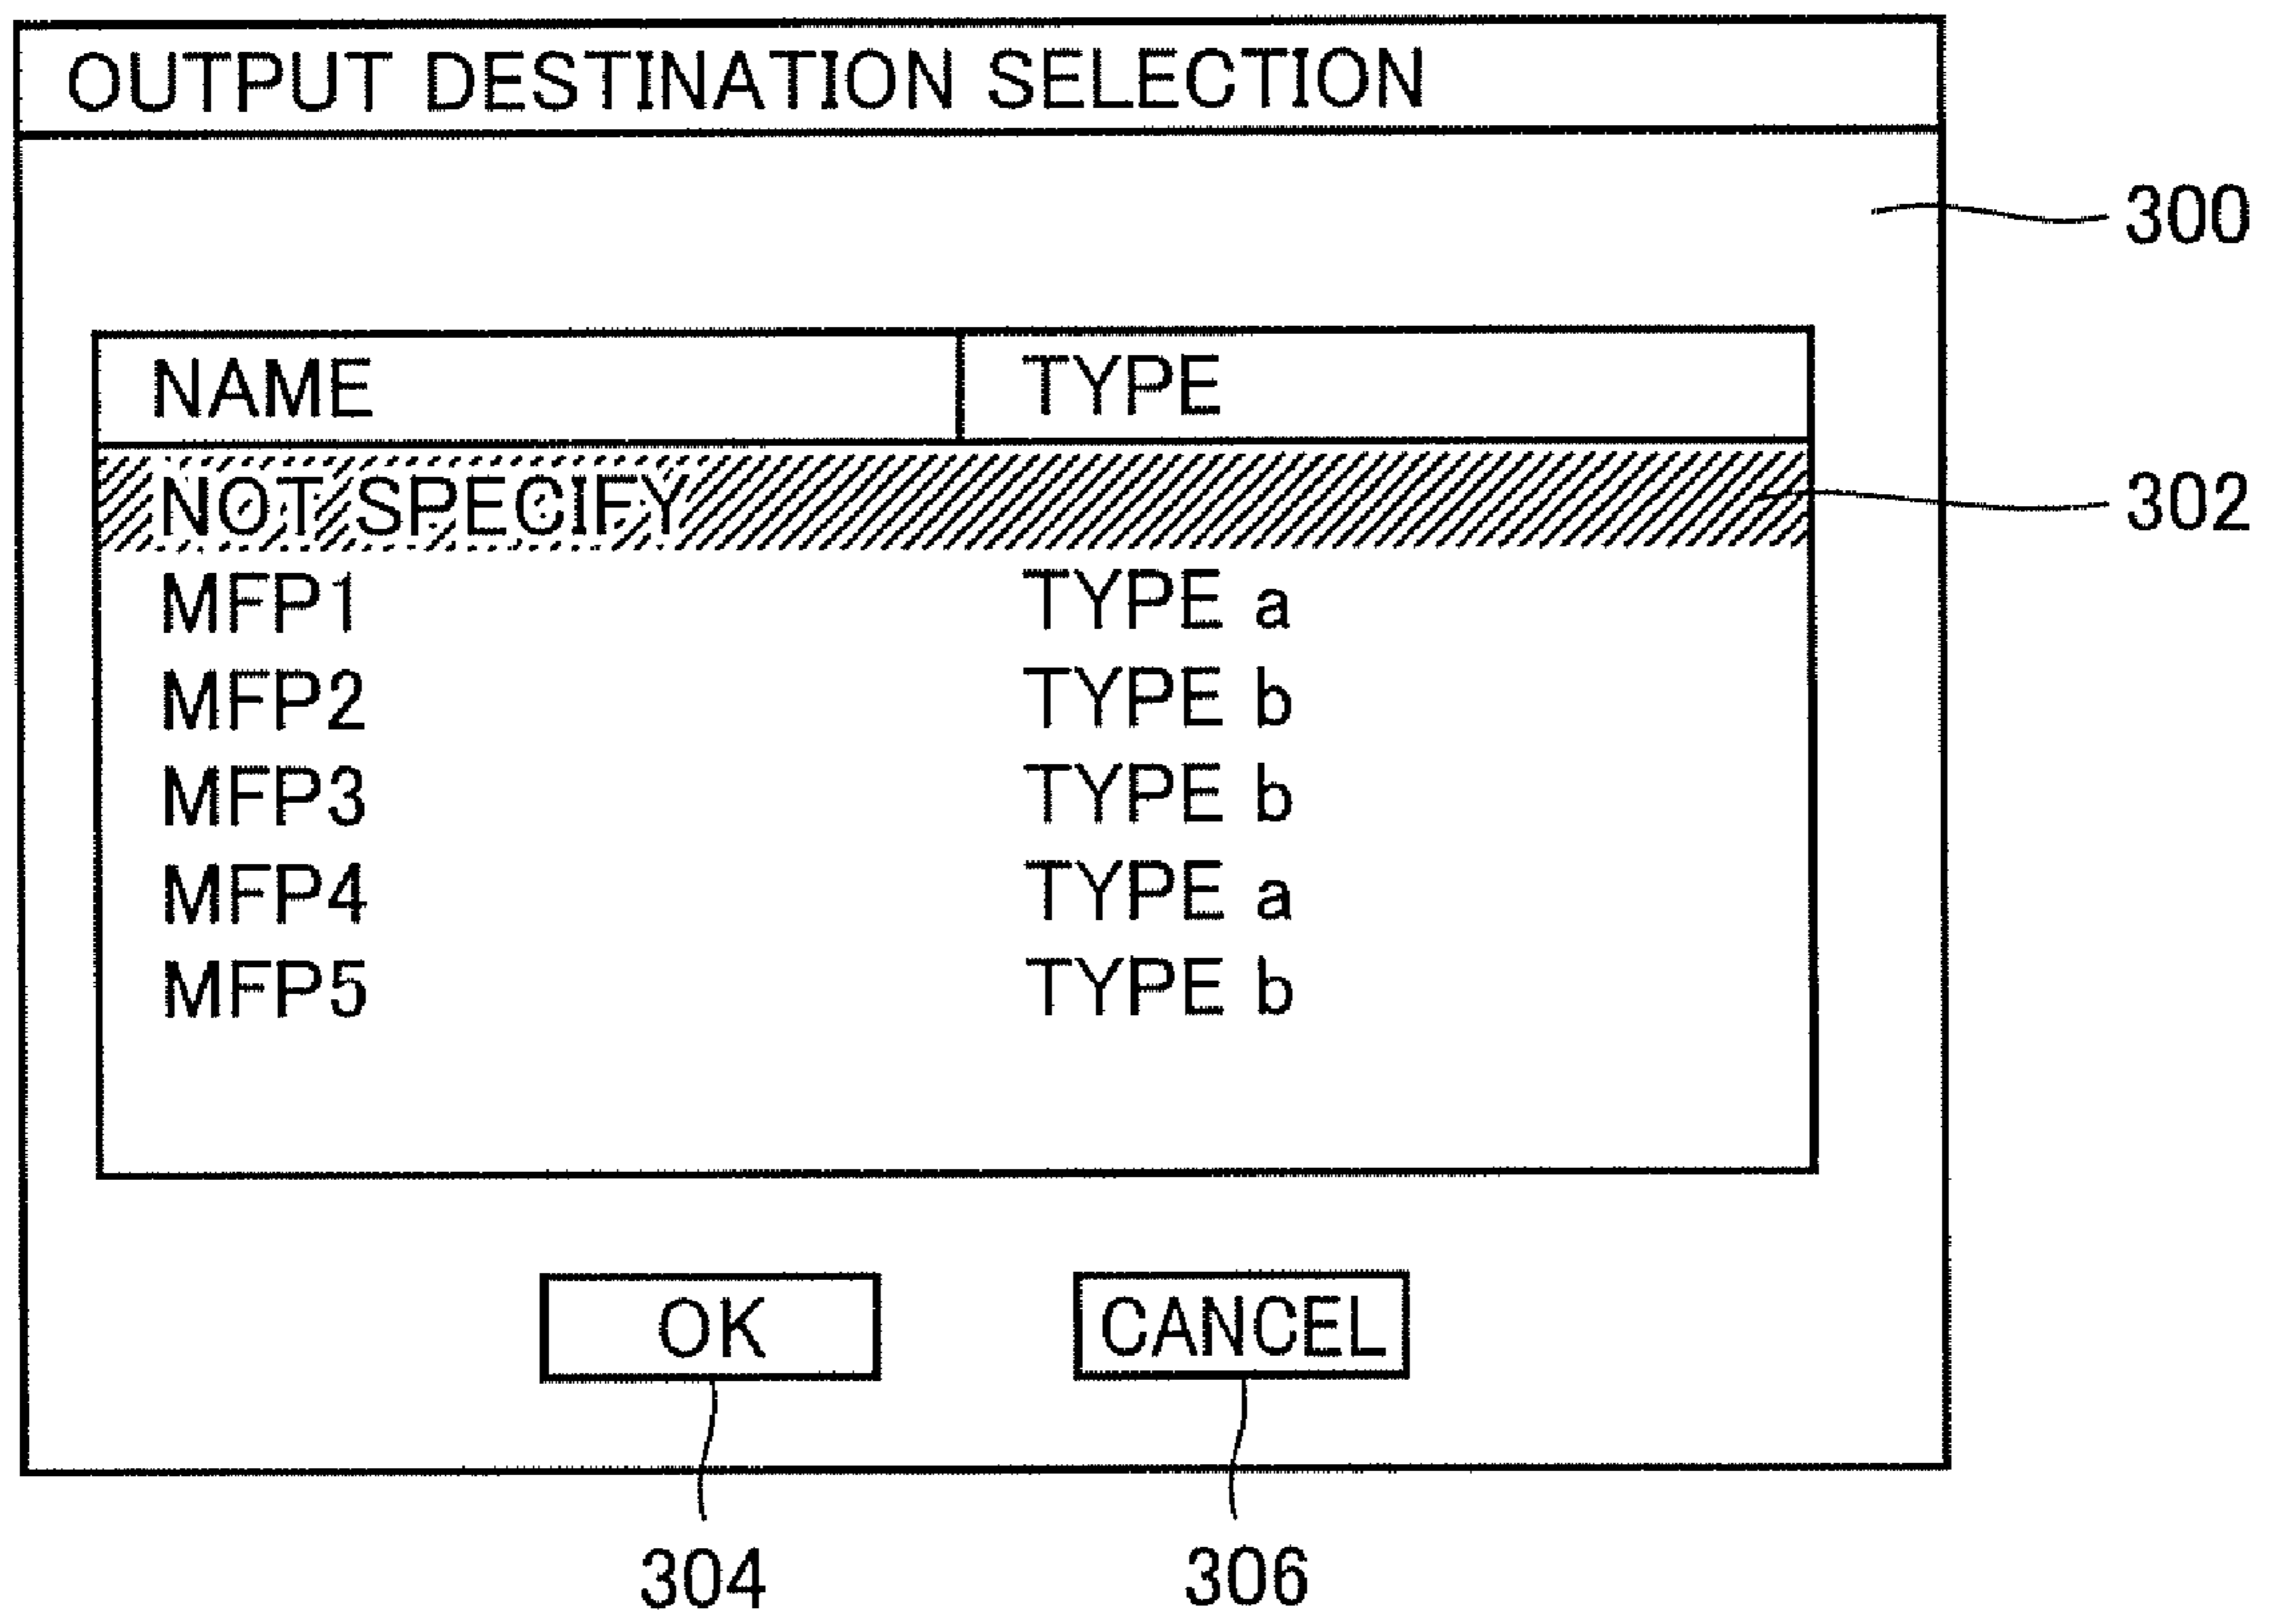 OUTPUT DESTINATION SELECTION
300
NAME TYPE
NOT SPECIFY 302
MFP1 TYPE a
MFP2 TYPE b
MFP3 TYPE b
MFP4 TYPE a
MFP5 TYPE b
OK CANCEL
304 306